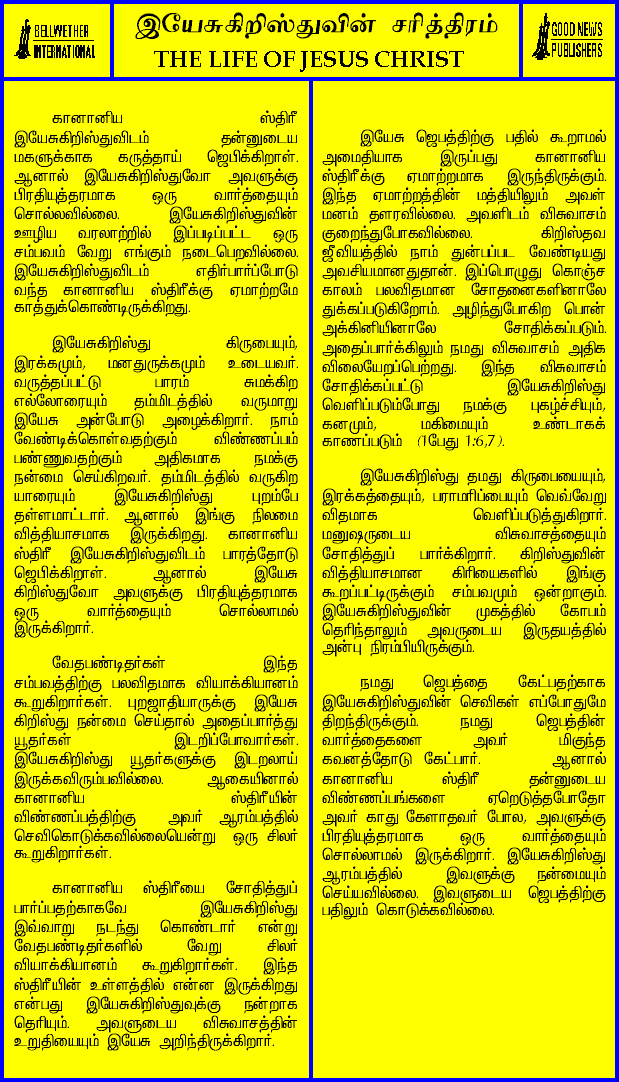 BELLWETHER
INTERNATIONAL
இயேசுகிறிஸ்துவின் சரித்திரம்
THE LIFE OF JESUS CHRIST
GOOD NEWS
PUBLISHERS
கானானிய ஸ்திரீ
இயேசுகிறிஸ்துவிடம் தன்னுடைய
மகளுக்காக கருத்தாய் ஜெபிக்கிறாள்.
ஆனால் இயேசுகிறிஸ்துவோ அவளுக்கு
பிரதியுத்தரமாக ஒரு வார்த்தையும்
சொல்லவில்லை. இயேசுகிறிஸ்துவின்
ஊழிய வரலாற்றில் இப்படிப்பட்ட ஒரு
சம்பவம் வேறு எங்கும் நடைபெறவில்லை.
இயேசுகிறிஸ்துவிடம் எதிர்பார்ப்போடு
வந்த கானானிய ஸ்திரீக்கு ஏமாற்றமே
காத்துக்கொண்டிருக்கிறது.
இயேசுகிறிஸ்து கிருபையும்,
இரக்கமும், மனதுருக்கமும் உடையவர்.
வருத்தப்பட்டு பாரம் சுமக்கிற
எல்லோரையும் தம்மிடத்தில் வருமாறு
இயேசு அன்போடு அழைக்கிறார். நாம்
வேண்டிக்கொள்வதற்கும் விண்ணப்பம்
பண்ணுவதற்கும் அதிகமாக நமக்கு
நன்மை செய்கிறவர். தம்மிடத்தில் வருகிற
யாரையும் இயேசுகிறிஸ்து புறம்பே
தள்ளமாட்டார். ஆனால் இங்கு நிலமை
வித்தியாசமாக இருக்கிறது. கானானிய
ஸ்திரீ இயேசுகிறிஸ்துவிடம் பாரத்தோடு
ஜெபிக்கிறாள். ஆனால் இயேசு
கிறிஸ்துவோ அவளுக்கு பிரதியுத்தரமாக
ஒரு வார்த்தையும் சொல்லாமல்
இருக்கிறார்.
வேதபண்டிதர்கள் இந்த
சம்பவத்திற்கு பலவிதமாக வியாக்கியானம்
கூறுகிறார்கள். புறஜாதியாருக்கு இயேசு
கிறிஸ்து நன்மை செய்தால் அதைப்பார்த்து
யூதர்கள் இடறிப்போவார்கள்.
இயேசுகிறிஸ்து யூதர்களுக்கு இடறலாய்
இருக்கவிரும்பவில்லை. ஆகையினால்
கானானிய ஸ்திரீயின்
விண்ணப்பத்திற்கு அவர் ஆரம்பத்தில்
செவிகொடுக்கவில்லையென்று ஒரு சிலர்
கூறுகிறார்கள்.
கானானிய ஸ்திரீயை சோதித்துப்
பார்ப்பதற்காகவே இயேசுகிறிஸ்து
இவ்வாறு நடந்து கொண்டார் என்று
வேதபண்டிதர்களில் வேறு சிலர்
வியாக்கியானம் கூறுகிறார்கள். இந்த
ஸ்திரீயின் உள்ளத்தில் என்ன இருக்கிறது
என்பது இயேசுகிறிஸ்துவுக்கு நன்றாக
தெரியும். அவளுடைய விசுவாசத்தின்
உறுதியையும் இயேசு அறிந்திருக்கிறார்.
இயேசு ஜெபத்திற்கு பதில் கூறாமல்
அமைதியாக இருப்பது கானானிய
ஸ்திரீக்கு ஏமாற்றமாக இருந்திருக்கும்.
இந்த ஏமாற்றத்தின் மத்தியிலும் அவள்
மனம் தளரவில்லை. அவளிடம் விசுவாசம்
குறைந்துபோகவில்லை. கிறிஸ்தவ
ஜீவியத்தில் நாம் துன்பப்பட வேண்டியது
அவசியமானதுதான். இப்பொழுது கொஞ்ச
காலம் பலவிதமான சோதனைகளினாலே
துக்கப்படுகிறோம். அழிந்துபோகிற பொன்
அக்கினியினாலே சோதிக்கப்படும்.
அதைப்பார்க்கிலும் நமது விசுவாசம் அதிக
விலையேறப்பெற்றது. இந்த விசுவாசம்
சோதிக்கப்பட்டு இயேசுகிறிஸ்து
வெளிப்படும்போது நமக்கு புகழ்ச்சியும்,
கனமும், மகிமையும் உண்டாகக்
காணப்படும் (1பேது 1:6,7).
இயேசுகிறிஸ்து தமது கிருபையையும்,
இரக்கத்தையும், பராமரிப்பையும் வெவ்வேறு
விதமாக வெளிப்படுத்துகிறார்.
மனுஷருடைய விசுவாசத்தையும்
சோதித்துப் பார்க்கிறார். கிறிஸ்துவின்
வித்தியாசமான கிரியைகளில் இங்கு
கூறப்பட்டிருக்கும் சம்பவமும் ஒன்றாகும்.
இயேசுகிறிஸ்துவின் முகத்தில் கோபம்
தெரிந்தாலும் அவருடைய இருதயத்தில்
அன்பு நிரம்பியிருக்கும்.
நமது ஜெபத்தை கேட்பதற்காக
இயேசுகிறிஸ்துவின் செவிகள் எப்போதுமே
திறந்திருக்கும். நமது ஜெபத்தின்
வார்த்தைகளை அவர் மிகுந்த
கவனத்தோடு கேட்பார். ஆனால்
கானானிய ஸ்திரீ தன்னுடைய
விண்ணப்பங்களை ஏறெடுத்தபோதோ
அவர் காது கேளாதவர் போல, அவளுக்கு
பிரதியுத்தரமாக ஒரு வார்த்தையும்
சொல்லாமல் இருக்கிறார். இயேசுகிறிஸ்து
ஆரம்பத்தில் இவளுக்கு நன்மையும்
செய்யவில்லை. இவளுடைய ஜெபத்திற்கு
பதிலும் கொடுக்கவில்லை.